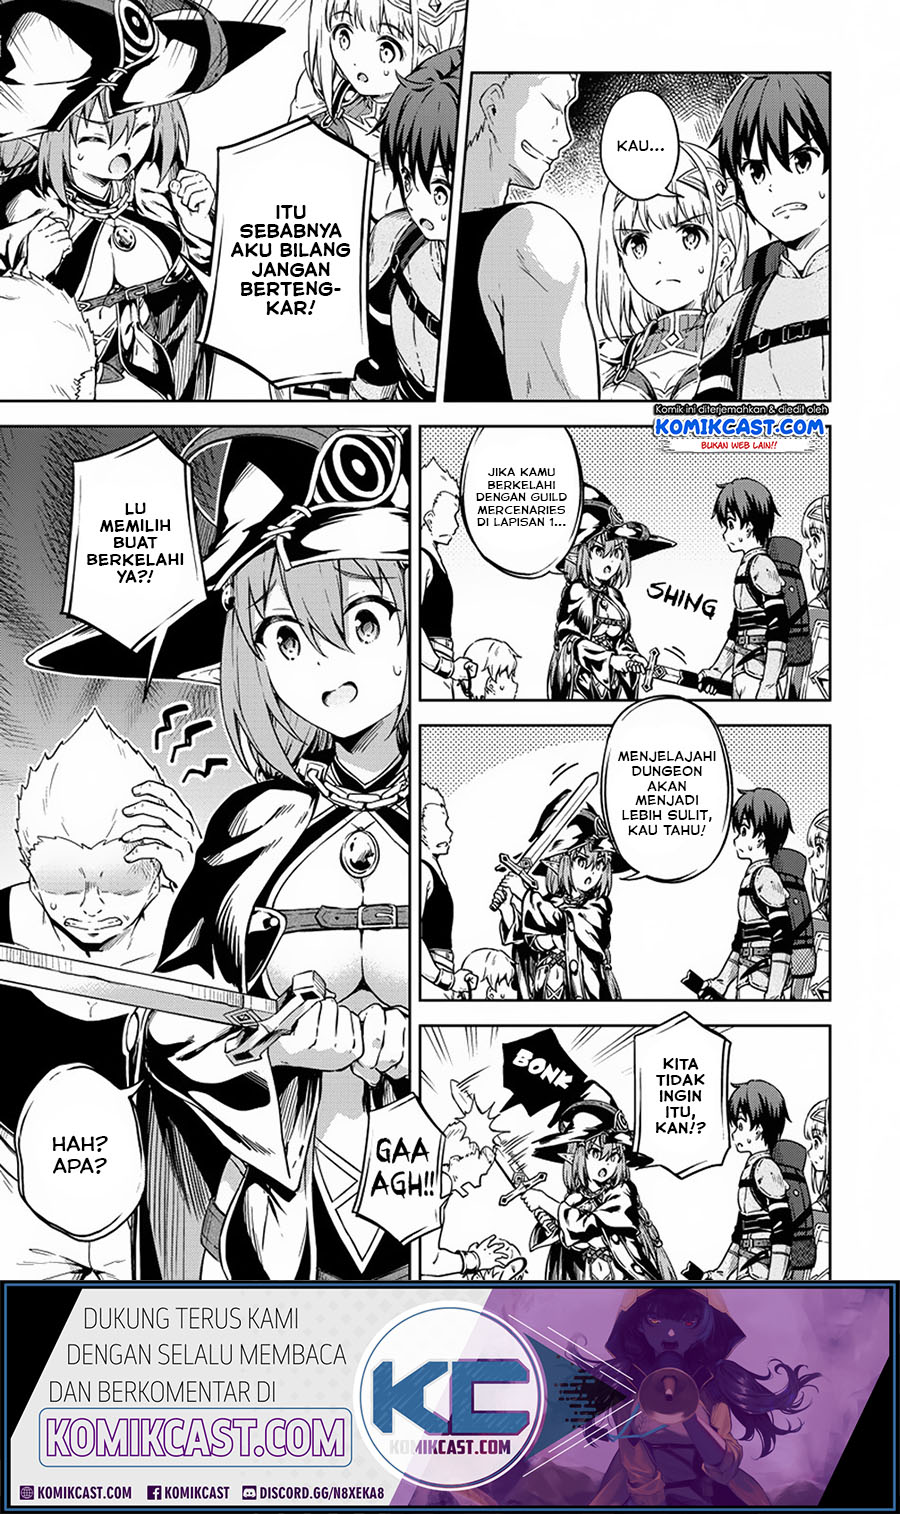 KAU...
ITU
SEBABNYA
AKU BILANG
JANGAN
BERTENG-
KAR!
Komik ini diterjemahkan & diedit oleh
KOMIKCAST.COM
BUKAN WEB LAIN!!
JIKA KAMU
BERKELAHI
DENGAN GUILD
MERCENARIES
DI LAPISAN 1...
SHING
MENJELAJAHI
DUNGEON
AKAN
MENJADI
LEBIH SULIT,
KAU TAHU!
KITA
TIDAK
INGIN
ITU,
KAN!?
BONK
GAA
AGH!!
LU
MEMILIH
BUAT
BERKELAHI
YA?!
HAH?
APA?
DUKUNG TERUS KAMI
DENGAN SELALU MEMBACA
DAN BERKOMENTAR DI
KOMIKCAST.COM
KC
KOMIKCAST.COM
KOMIKCAST.COM KOMIKCAST DISCORD.GG/N8XEKA8